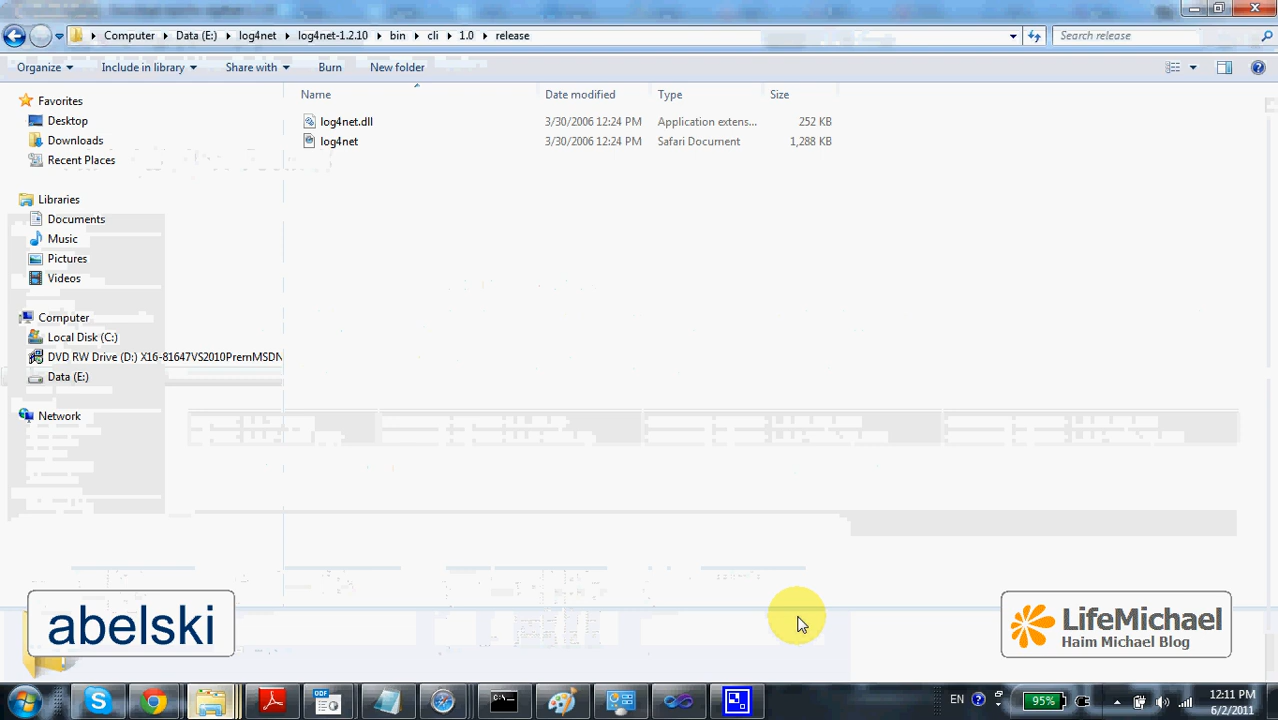 Computer Data (E:) log4net log4net-1.2.10 bin cli 1.0 release Search release
Organize Include in library Share with Burn New folder
Name Date modified Type Size
log4net.dll 3/30/2006 12:24 PM Application extens... 252 KB
log4net 3/30/2006 12:24 PM Safari Document 1,288 KB
Favorites
Desktop
Downloads
Recent Places
Libraries
Documents
Music
Pictures
Videos
Computer
Local Disk (C:)
DVD RW Drive (D:) X16-81647VS2010PremMSDN
Data (E:)
Network
abelski
LifeMichael
Haim Michael Blog
ODF
C:\
EN 95% 12:11 PM
6/2/2011